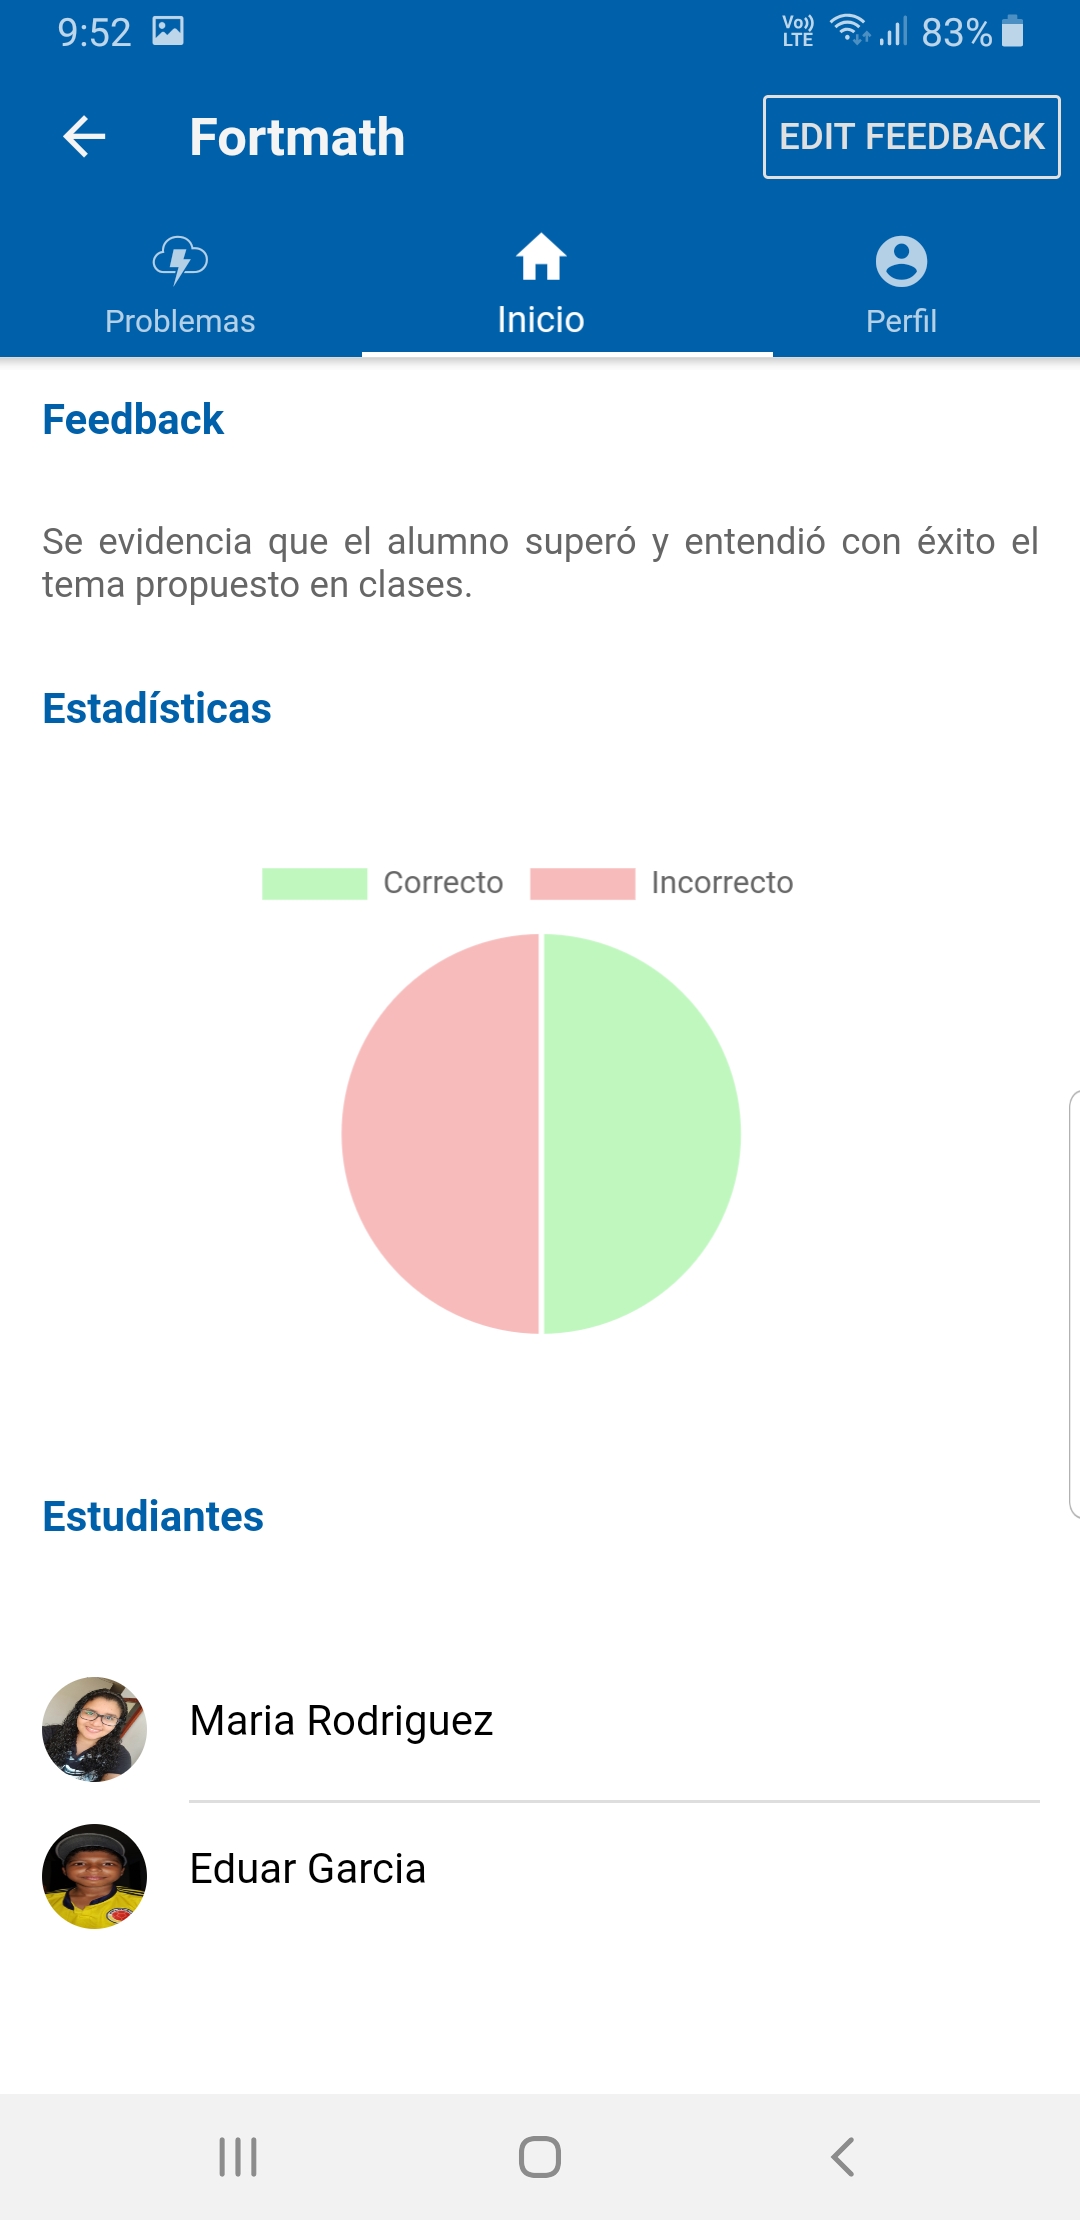 9:52 Vo)) LTE 83%
Fortmath EDIT FEEDBACK
Problemas Inicio Perfil
Feedback
Se evidencia que el alumno superó y entendió con éxito el
tema propuesto en clases.
Estadísticas
Correcto Incorrecto
Estudiantes
Maria Rodriguez
Eduar Garcia